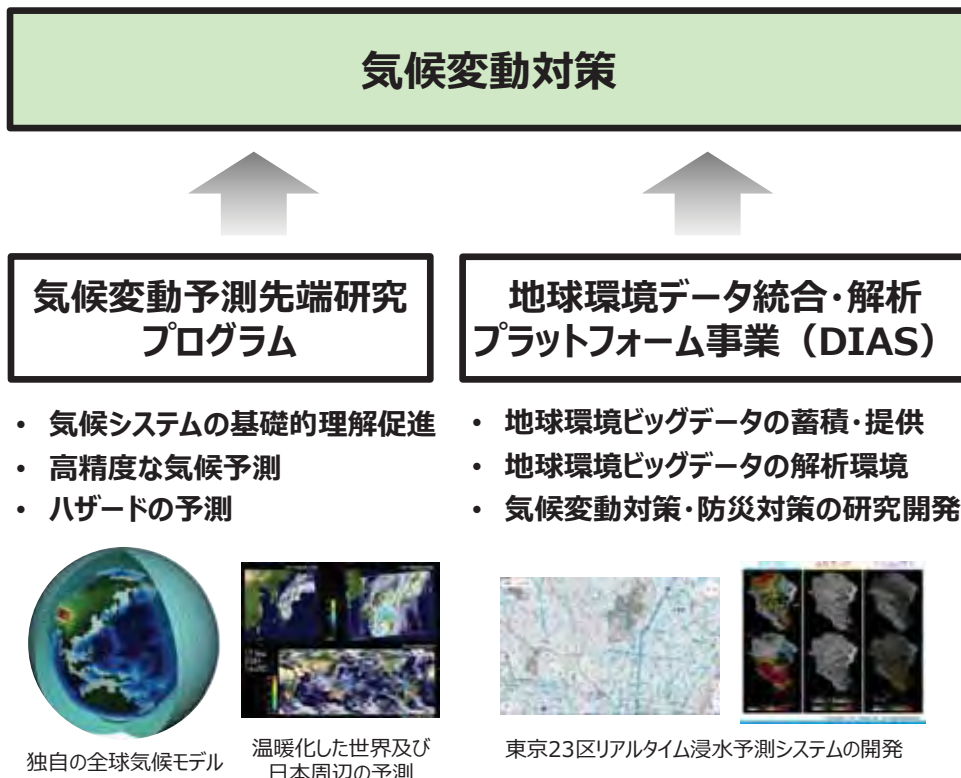 気候変動対策
気候変動予測先端研究
プログラム
地球環境データ統合・解析
プラットフォーム事業（DIAS）
• 気候システムの基礎的理解促進
• 高精度な気候予測
• ハザードの予測
• 地球環境ビッグデータの蓄積・提供
• 地球環境ビッグデータの解析環境
• 気候変動対策・防災対策の研究開発
独自の全球気候モデル
温暖化した世界及び
日本周辺の予測
東京23区リアルタイム浸水予測システムの開発